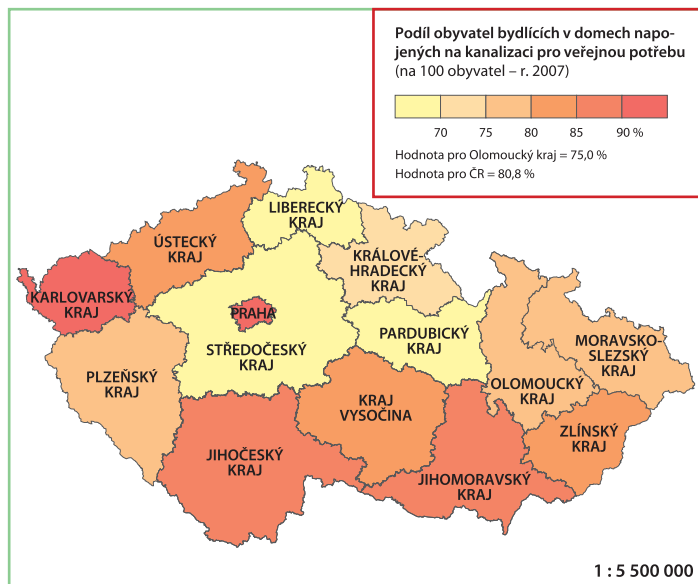 Podíl obyvatel bydlících v domech napo-
jených na kanalizaci pro veřejnou potřebu
(na 100 obyvatel – r. 2007)
70 75 80 85 90 %
Hodnota pro Olomoucký kraj = 75,0 %
Hodnota pro ČR = 80,8 %
LIBERECKÝ
KRAJ
ÚSTECKÝ
KRAJ
KRÁLOVÉ-
HRADECKÝ
KRAJ
KARLOVARSKÝ
KRAJ
PRAHA
STŘEDOČESKÝ
KRAJ
PARDUBICKÝ
KRAJ
MORAVSKO-
SLEZSKÝ
KRAJ
PLZEŇSKÝ
KRAJ
OLOMOUCKÝ
KRAJ
KRAJ
VYSOČINA
ZLÍNSKÝ
KRAJ
JIHOČESKÝ
KRAJ
JIHOMORAVSKÝ
KRAJ
1 : 5 500 000